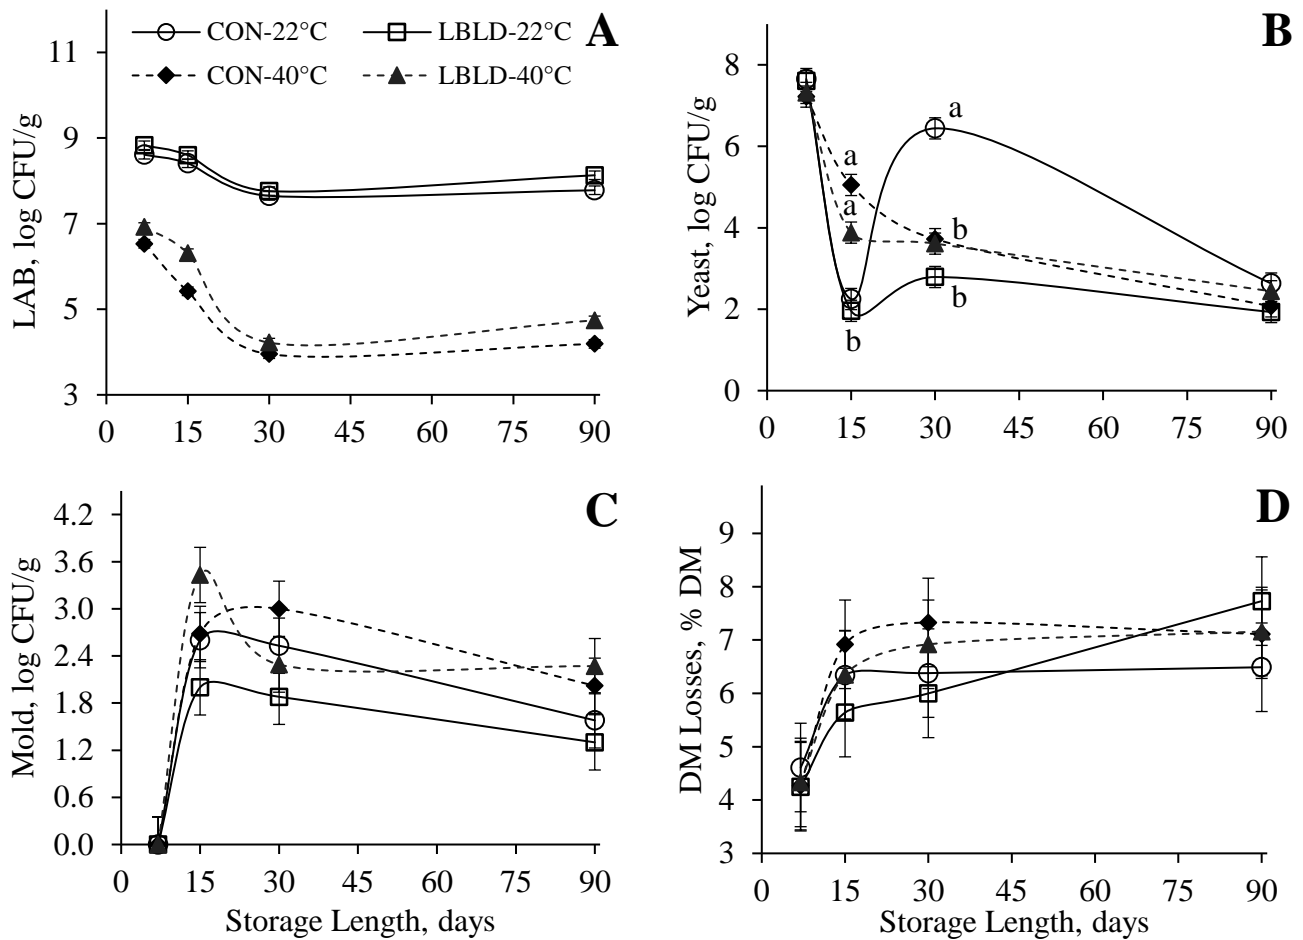 A
CON-22°C
LBLD-22°C
CON-40°C
LBLD-40°C
LAB, log CFU/g
11
9
7
5
3
0
15
30
45
60
75
90
B
Yeast, log CFU/g
8
6
4
2
0
a
a
a
b
b
b
0
15
30
45
60
75
90
C
Mold, log CFU/g
4.2
3.6
3.0
2.4
1.8
1.2
0.6
0.0
0
15
30
45
60
75
90
Storage Length, days
D
DM Losses, % DM
9
8
7
6
5
4
3
0
15
30
45
60
75
90
Storage Length, days